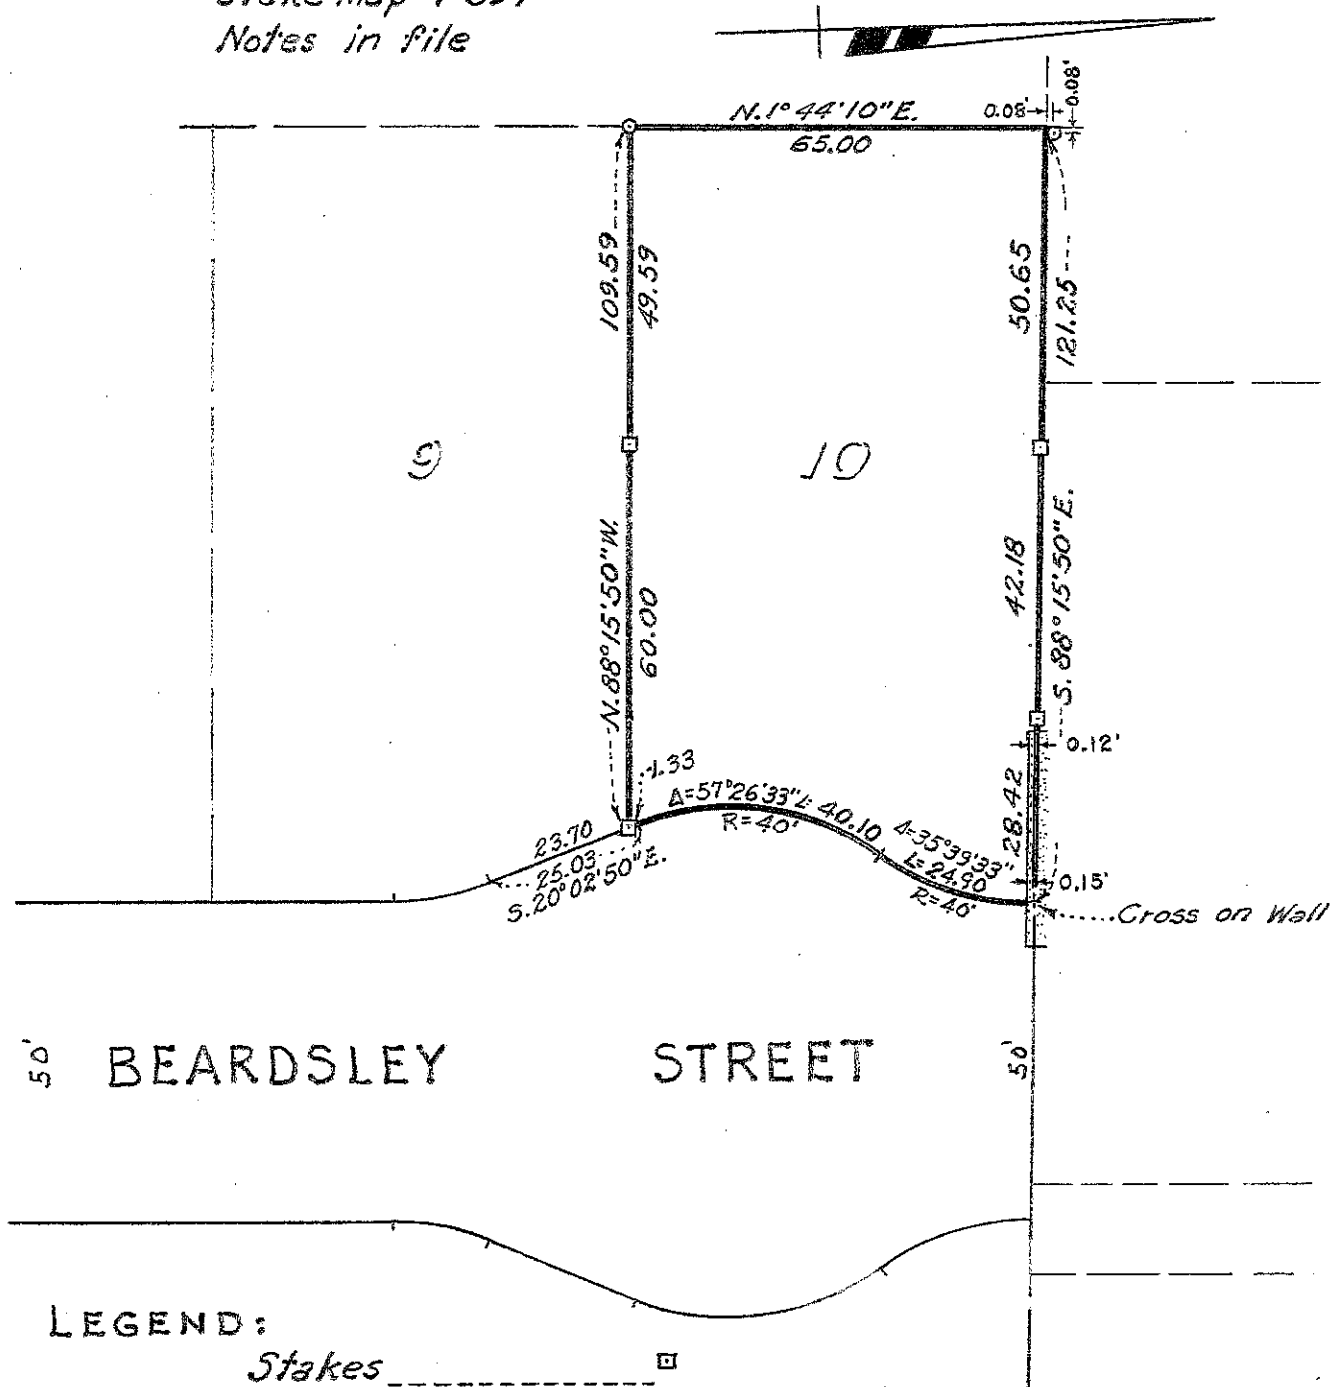 Notes in file
N. 1° 44' 10" E.
65.00
0.08'
0.08'
109.59
49.59
50.65
121.25
9
10
N. 88° 15' 50" W.
60.00
42.18
S. 88° 15' 50" E.
0.12'
1.33
Δ=57° 26' 33" L= 40.10
R=40'
Δ=35° 39' 33"
L=24.90
R=40'
28.42
0.15'
23.70
25.03
S. 20° 02' 50" E.
Cross on Wall
50' BEARDSLEY STREET
50'
LEGEND:
Stakes